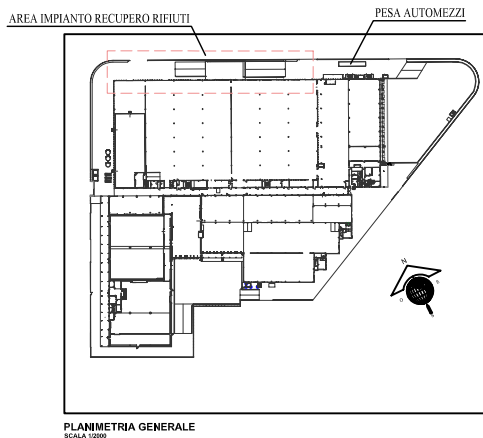 AREA IMPIANTO RECUPERO RIFIUTI
PESA AUTOMEZZI
N
O
PLANIMETRIA GENERALE
SCALA 1/2000